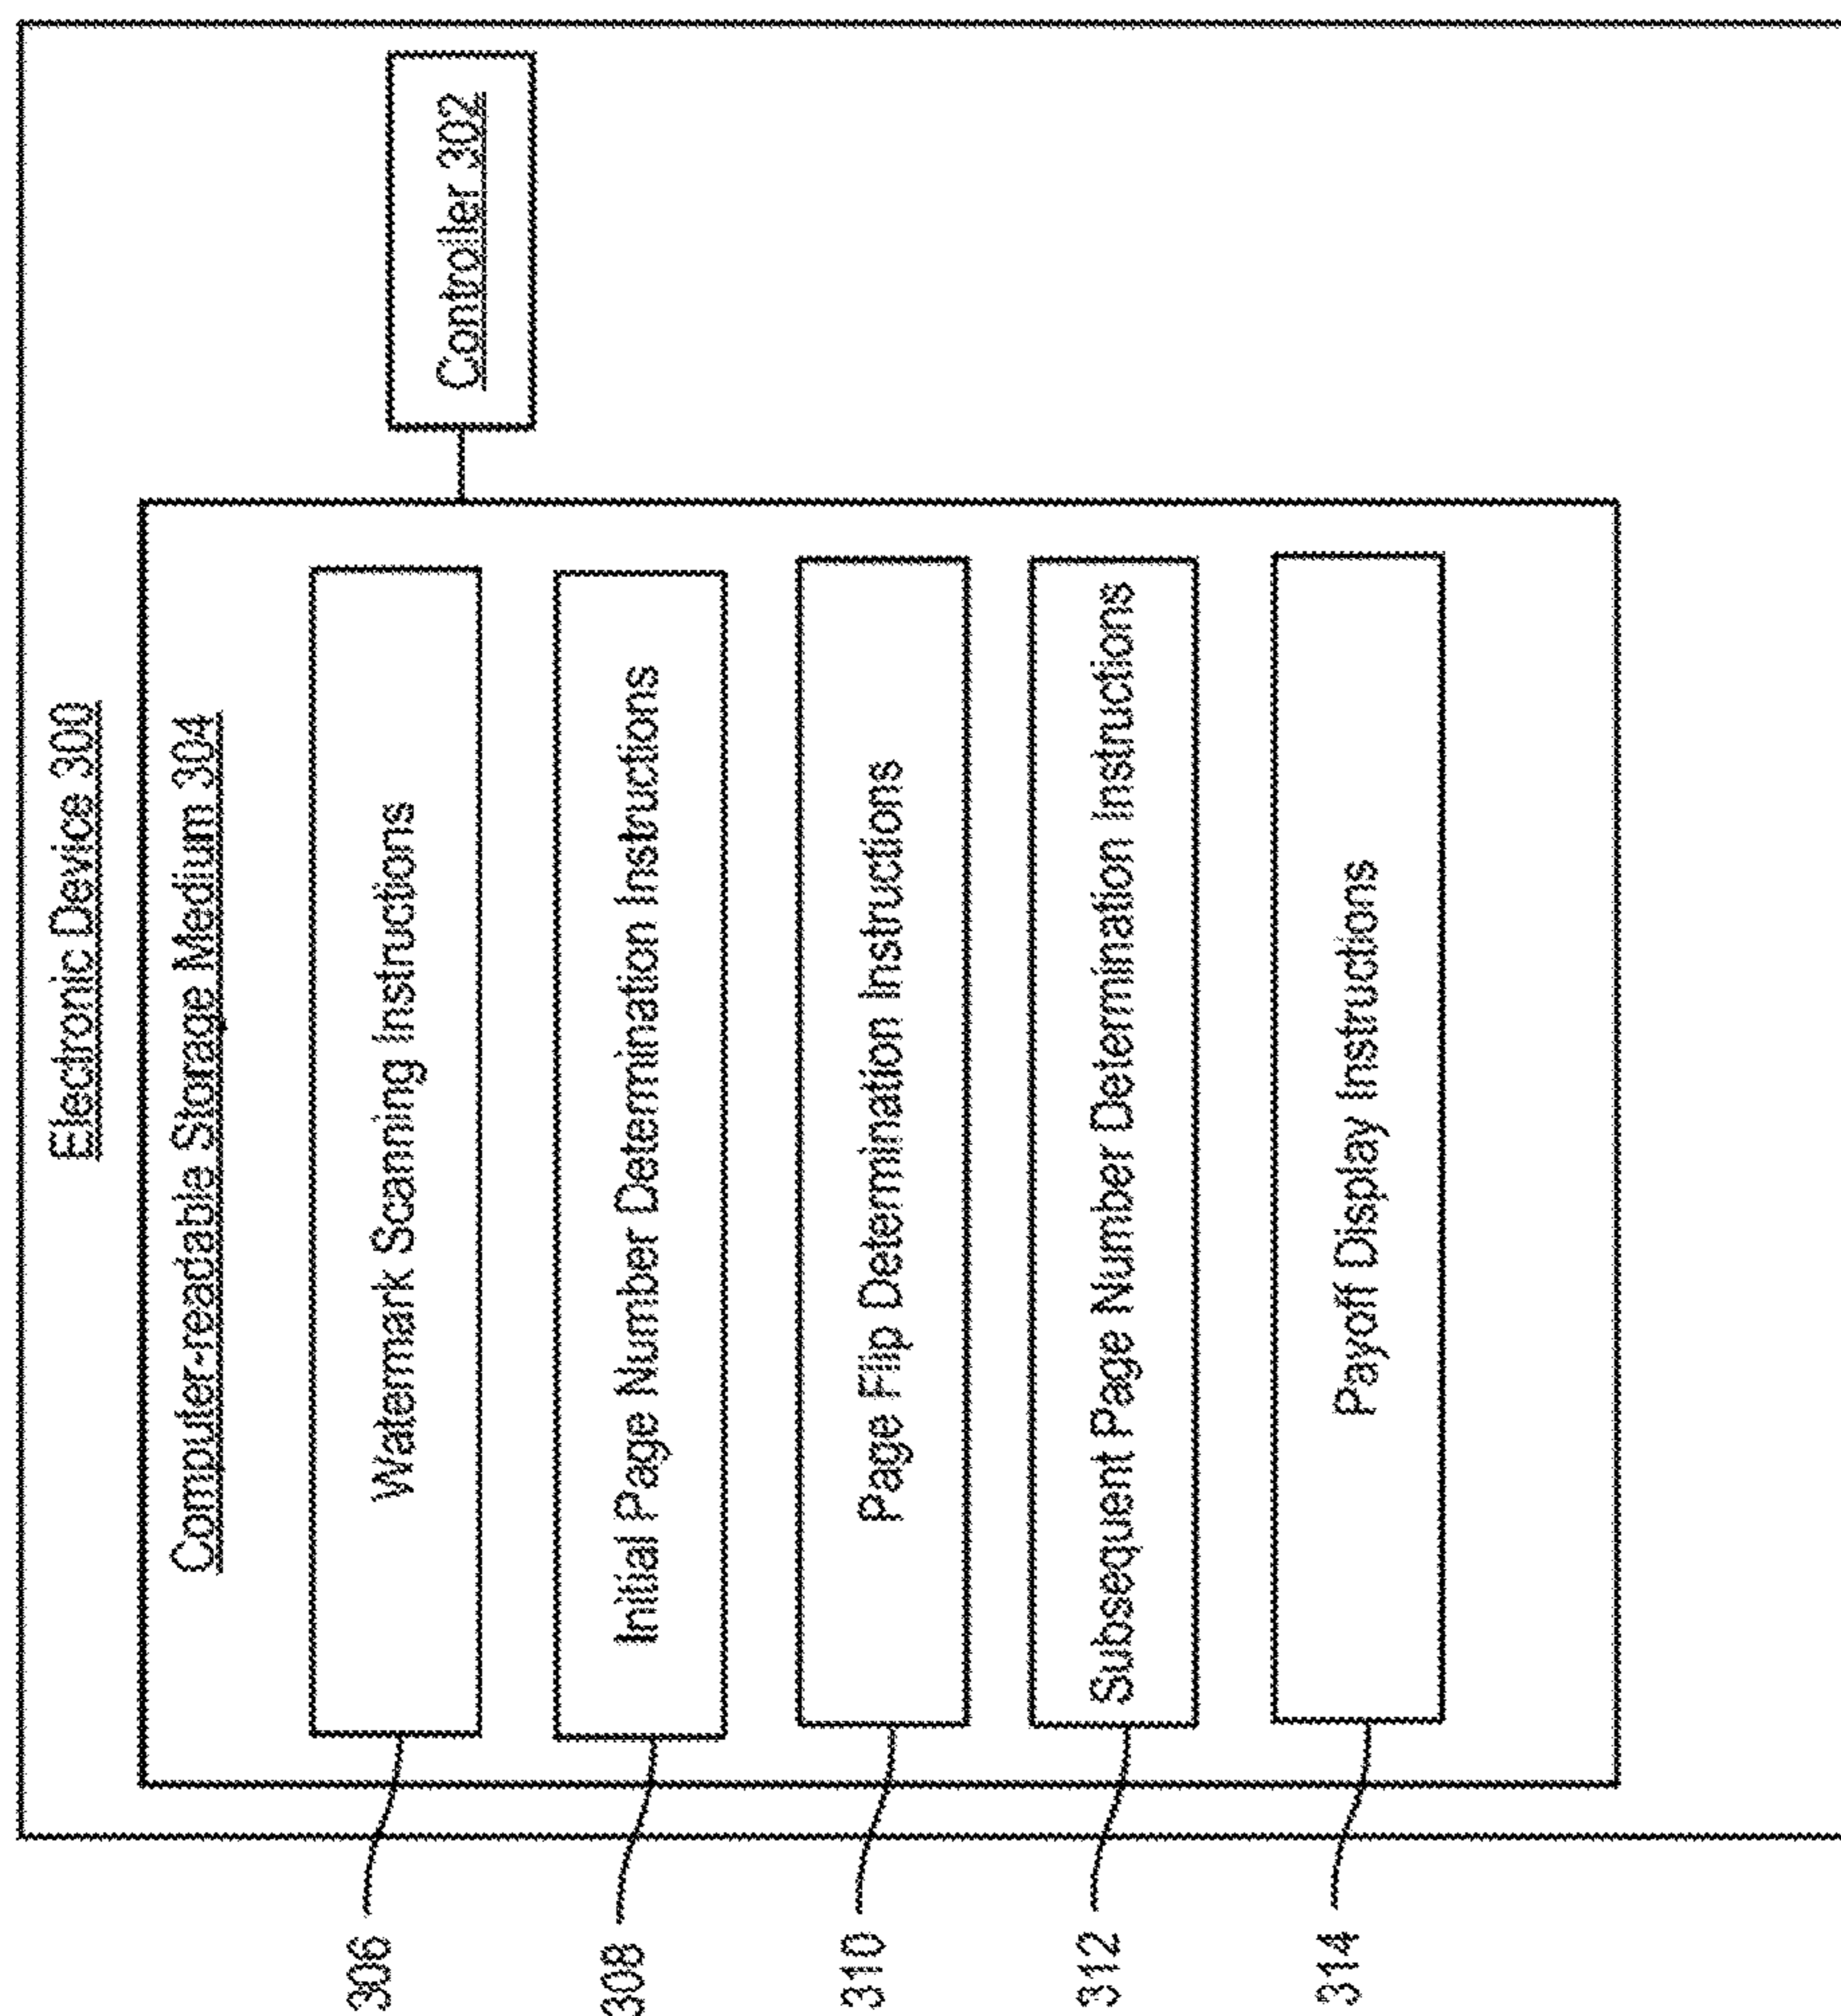 Electronic Device 300
Computer-readable Storage Medium 304
Controller 302
306
Watermark Scanning Instructions
308
Initial Page Number Determination Instructions
310
Page Flip Determination Instructions
312
Subsequent Page Number Determination Instructions
314
Payoff Display Instructions